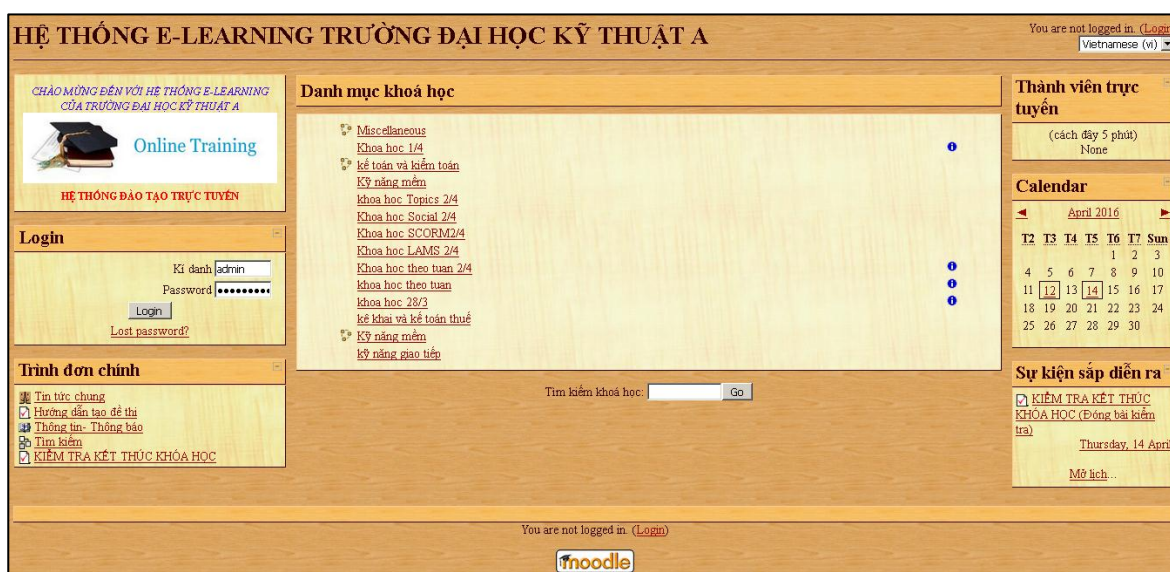 HỆ THỐNG E-LEARNING TRƯỜNG ĐẠI HỌC KỸ THUẬT A
You are not logged in. (Login
Vietnamese (vi)
CHÀO MỪNG ĐẾN VỚI HỆ THỐNG E-LEARNING
CỦA TRƯỜNG ĐẠI HỌC KỸ THUẬT A
Online Training
HỆ THỐNG ĐÀO TẠO TRỰC TUYẾN
Login
Kí danh admin
Password
Login
Lost password?
Trình đơn chính
Tin tức chung
Hướng dẫn tạo đề thi
Thông tin- Thông báo
Tìm kiếm
KIỂM TRA KẾT THÚC KHÓA HỌC
Danh mục khoá học
Miscellaneous
Khoa hoc 1/4
kế toán và kiểm toán
Kỹ năng mềm
khoa hoc Topics 2/4
Khoa hoc Social 2/4
Khoa hoc SCORM2/4
Khoa hoc LAMS 2/4
Khoa hoc theo tuan 2/4
khoa hoc theo tuan
khoa hoc 28/3
kê khai và kế toán thuế
Kỹ năng mềm
kỹ năng giao tiếp
Tìm kiếm khoá học:
Go
Thành viên trực
tuyến
(cách đây 5 phút)
None
Calendar
◄ April 2016 ►
T2 T3 T4 T5 T6 T7 Sun
1 2 3
4 5 6 7 8 9 10
11 12 13 14 15 16 17
18 19 20 21 22 23 24
25 26 27 28 29 30
Sự kiện sắp diễn ra
KIỂM TRA KẾT THÚC
KHÓA HỌC (Đóng bài kiểm
tra)
Thursday, 14 April
Mở lịch...
You are not logged in. (Login)
moodle